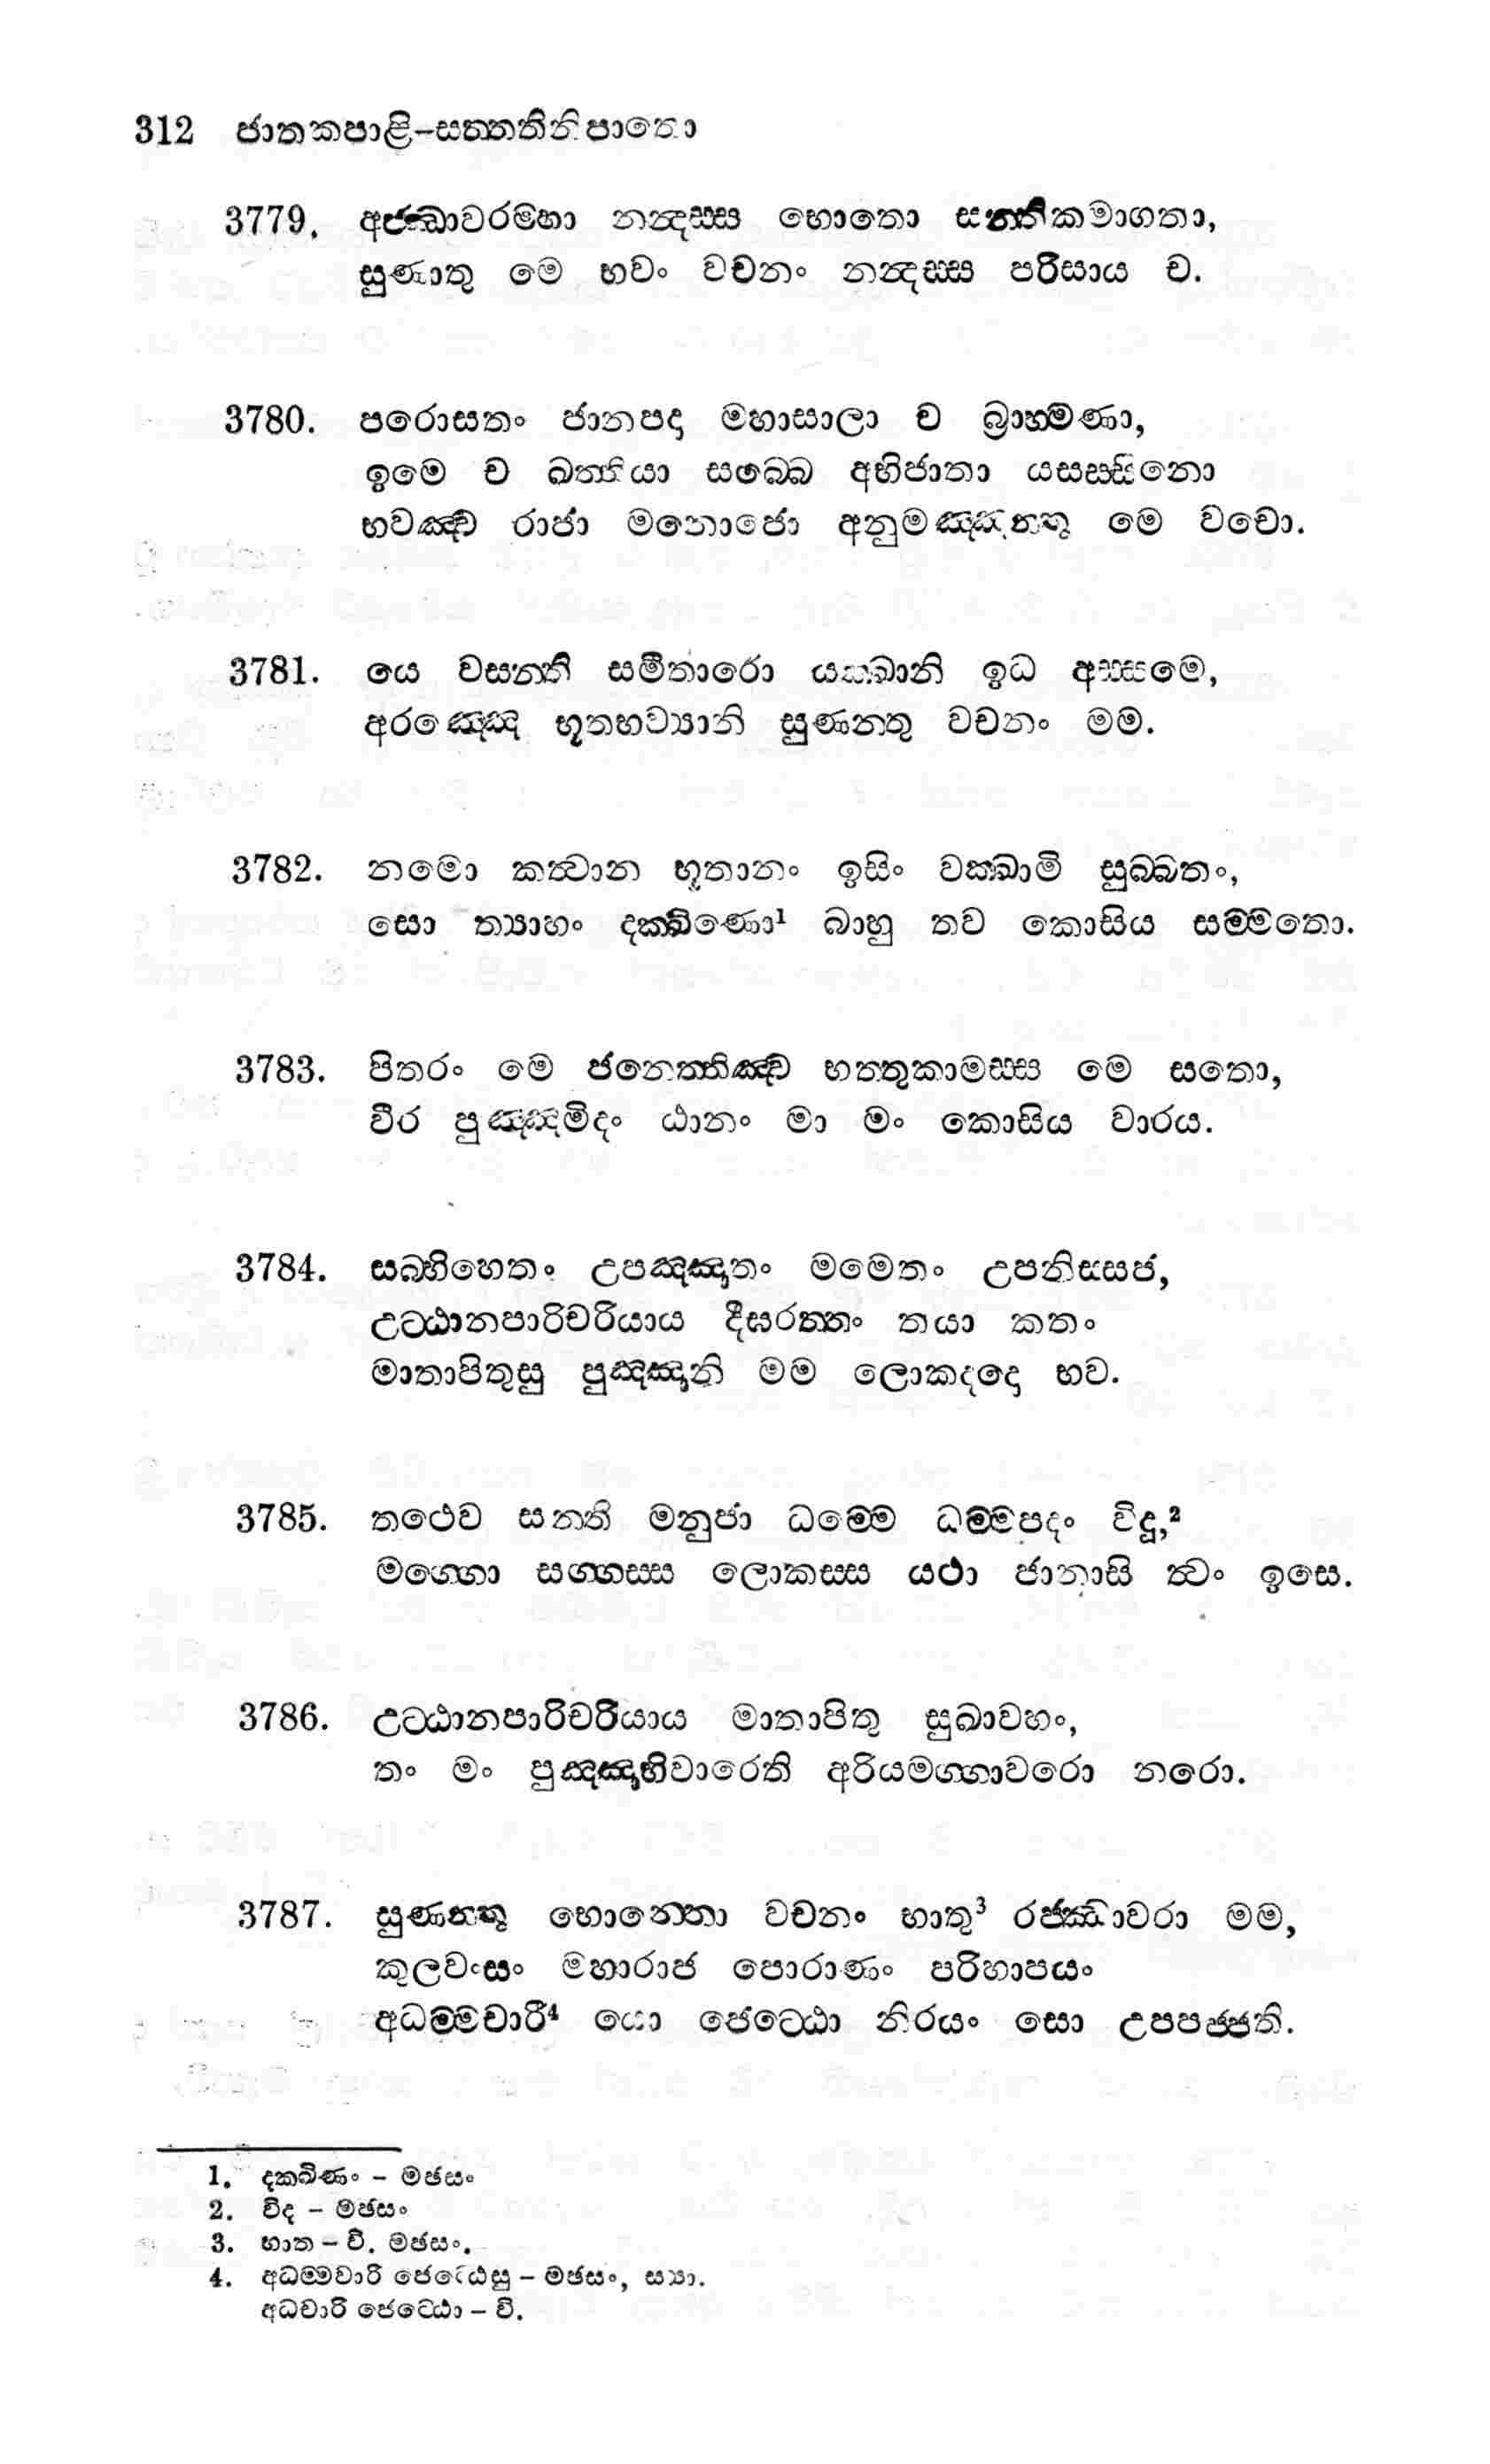 312 ජාතකපාළි-සත්තතිනිපාතො
3779. අජ්ඣාවරම්හා නන්දස්ස භොතො සන්තිකමාගතා,
සුණාතු මෙ භවං වචනං නන්දස්ස පරිසාය ච.
3780. පරොසතං ජානපදා මහාසාලා ච බ්‍රාහ්මණා,
ඉමෙ ච ඛත්තියා සබ්බෙ අභිජාතා යසස්සිනො
භවඤ්ච රාජා මනොජො අනුමඤ්ඤන්තු මෙ වචො.
3781. යෙ වසන්ති සමීතාරො යක්ඛානි ඉධ අස්සමෙ,
අරඤ්ඤෙ භූතභව්‍යානි සුණන්තු වචනං මම.
3782. නමො කත්වාන භූතානං ඉසිං වක්ඛාමි සුබ්බතං,
සො ත්‍යාහං දක්ඛිණො¹ බාහු තව කොසිය සම්මතො.
3783. පිතරං මෙ ජනෙත්තිඤ්ච භත්තුකාමස්ස මෙ සතො,
වීර පුඤ්ඤමිදං ඨානං මා මං කොසිය වාරය.
3784. සබ්භිහෙතං උපඤ්ඤාතං මමෙතං උපනිස්සජ,
උට්ඨානපාරිචරියාය දීඝරත්තං තයා කතං
මාතාපිතුසු පුඤ්ඤානි මම ලොකදදො භව.
3785. තථෙව සන්ති මනුජා ධම්මෙ ධම්මපදං විදූ,²
මග්ගො සග්ගස්ස ලොකස්ස යථා ජානාසි ත්වං ඉසෙ.
3786. උට්ඨානපාරිචරියාය මාතාපිතු සුඛාවහං,
තං මං පුඤ්ඤාභිවාරෙති අරියමග්ගාවරො නරො.
3787. සුණන්තු භොන්තො වචනං භාතු³ රජ්ඣාවරා මම,
කුලවංසං මහාරාජ පොරාණං පරිහාපයං
අධම්මචාරී⁴ යො ජෙට්ඨො නිරයං සො උපපජ්ජති.
1. දක්ඛිණං - මඡසං
2. විද - මඡසං
3. භාත - වි. මඡසං.
4. අධම්මචාරී ජෙට්ඨෙසු - මඡසං, ස්‍යා.
අධචාරී ජෙට්ඨො - වි.